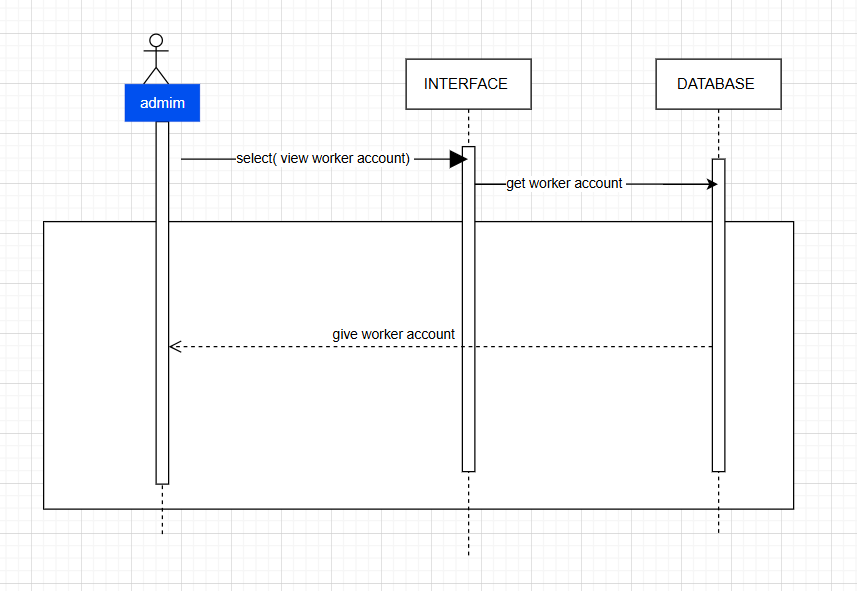 admim
INTERFACE
DATABASE
select( view worker account)
get worker account
give worker account